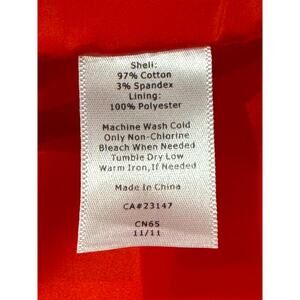 Shell:
97% Cotton
3% Spandex
Lining:
100% Polyester
Machine Wash Cold
Only Non-Chlorine
Bleach When Needed
Tumble Dry Low
Warm Iron,If Needed
Made In China
CA#23147
CN65
11/11